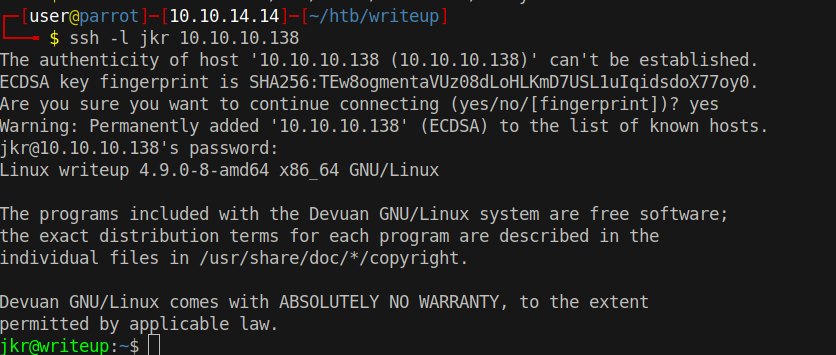 ┌─[user@parrot]─[10.10.14.14]─[~/htb/writeup]
└──╼ $ ssh -l jkr 10.10.10.138
The authenticity of host '10.10.10.138 (10.10.10.138)' can't be established.
ECDSA key fingerprint is SHA256:TEw8ogmentaVUz08dLoHLKmD7USL1uIqidsdoX77oy0.
Are you sure you want to continue connecting (yes/no/[fingerprint])? yes
Warning: Permanently added '10.10.10.138' (ECDSA) to the list of known hosts.
jkr@10.10.10.138's password:
Linux writeup 4.9.0-8-amd64 x86_64 GNU/Linux
The programs included with the Devuan GNU/Linux system are free software;
the exact distribution terms for each program are described in the
individual files in /usr/share/doc/*/copyright.
Devuan GNU/Linux comes with ABSOLUTELY NO WARRANTY, to the extent
permitted by applicable law.
jkr@writeup:~$